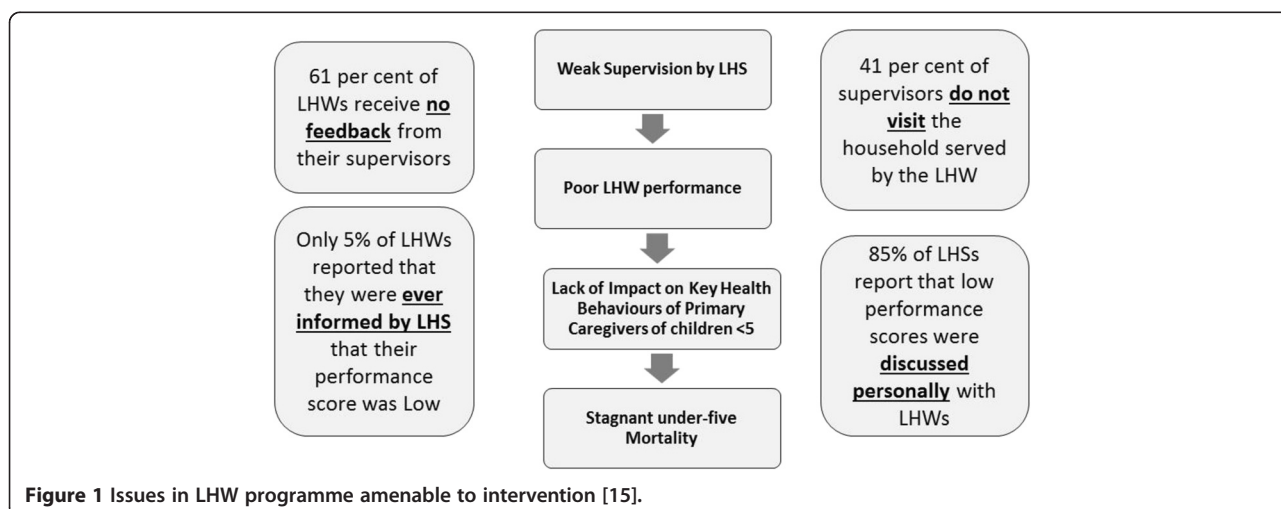 61 per cent of
LHWs receive no
feedback from
their supervisors
Only 5% of LHWs
reported that
they were ever
informed by LHS
that their
performance
score was Low
Weak Supervision by LHS
Poor LHW performance
Lack of Impact on Key Health
Behaviours of Primary
Caregivers of children <5
Stagnant under-five
Mortality
41 per cent of
supervisors do not
visit the
household served
by the LHW
85% of LHSs
report that low
performance
scores were
discussed
personally with
LHWs
Figure 1 Issues in LHW programme amenable to intervention [15].